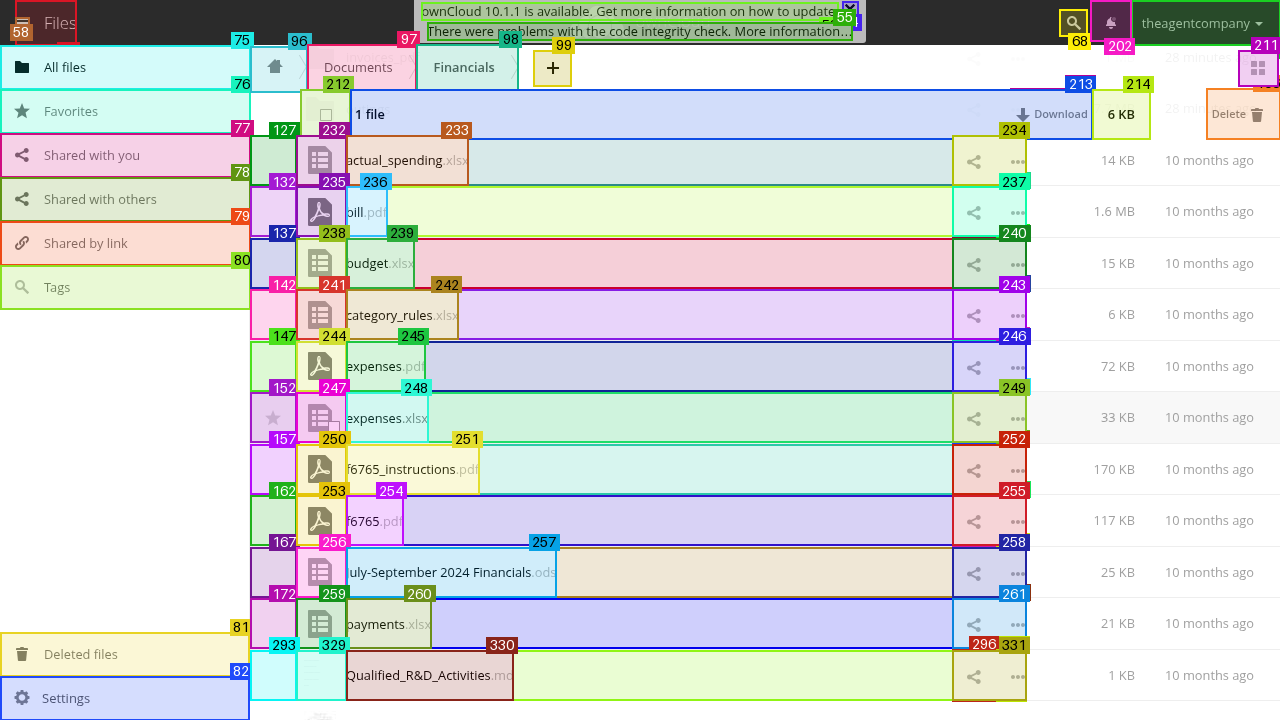 Files
ownCloud 10.1.1 is available. Get more information on how to update
There were problems with the code integrity check. More information…
theagentcompany
58
55
68
202
211
75
All files
76
Favorites
77
Shared with you
78
Shared with others
79
Shared by link
80
Tags
81
Deleted files
82
Settings
96
97
Documents
98
Financials
99
+
212
1 file
213
Download
214
6 KB
Delete
127 232 233 234
actual_spending.xlsx 14 KB 10 months ago
132 235 236 237
bill.pdf 1.6 MB 10 months ago
137 238 239 240
budget.xlsx 15 KB 10 months ago
142 241 242 243
category_rules.xlsx 6 KB 10 months ago
147 244 245 246
expenses.pdf 72 KB 10 months ago
152 247 248 249
expenses.xlsx 33 KB 10 months ago
157 250 251 252
f6765_instructions.pdf 170 KB 10 months ago
162 253 254 255
f6765.pdf 117 KB 10 months ago
167 256 257 258
July-September 2024 Financials.ods 25 KB 10 months ago
172 259 260 261
payments.xlsx 21 KB 10 months ago
293 329 330 296 331
Qualified_R&D_Activities.md 1 KB 10 months ago